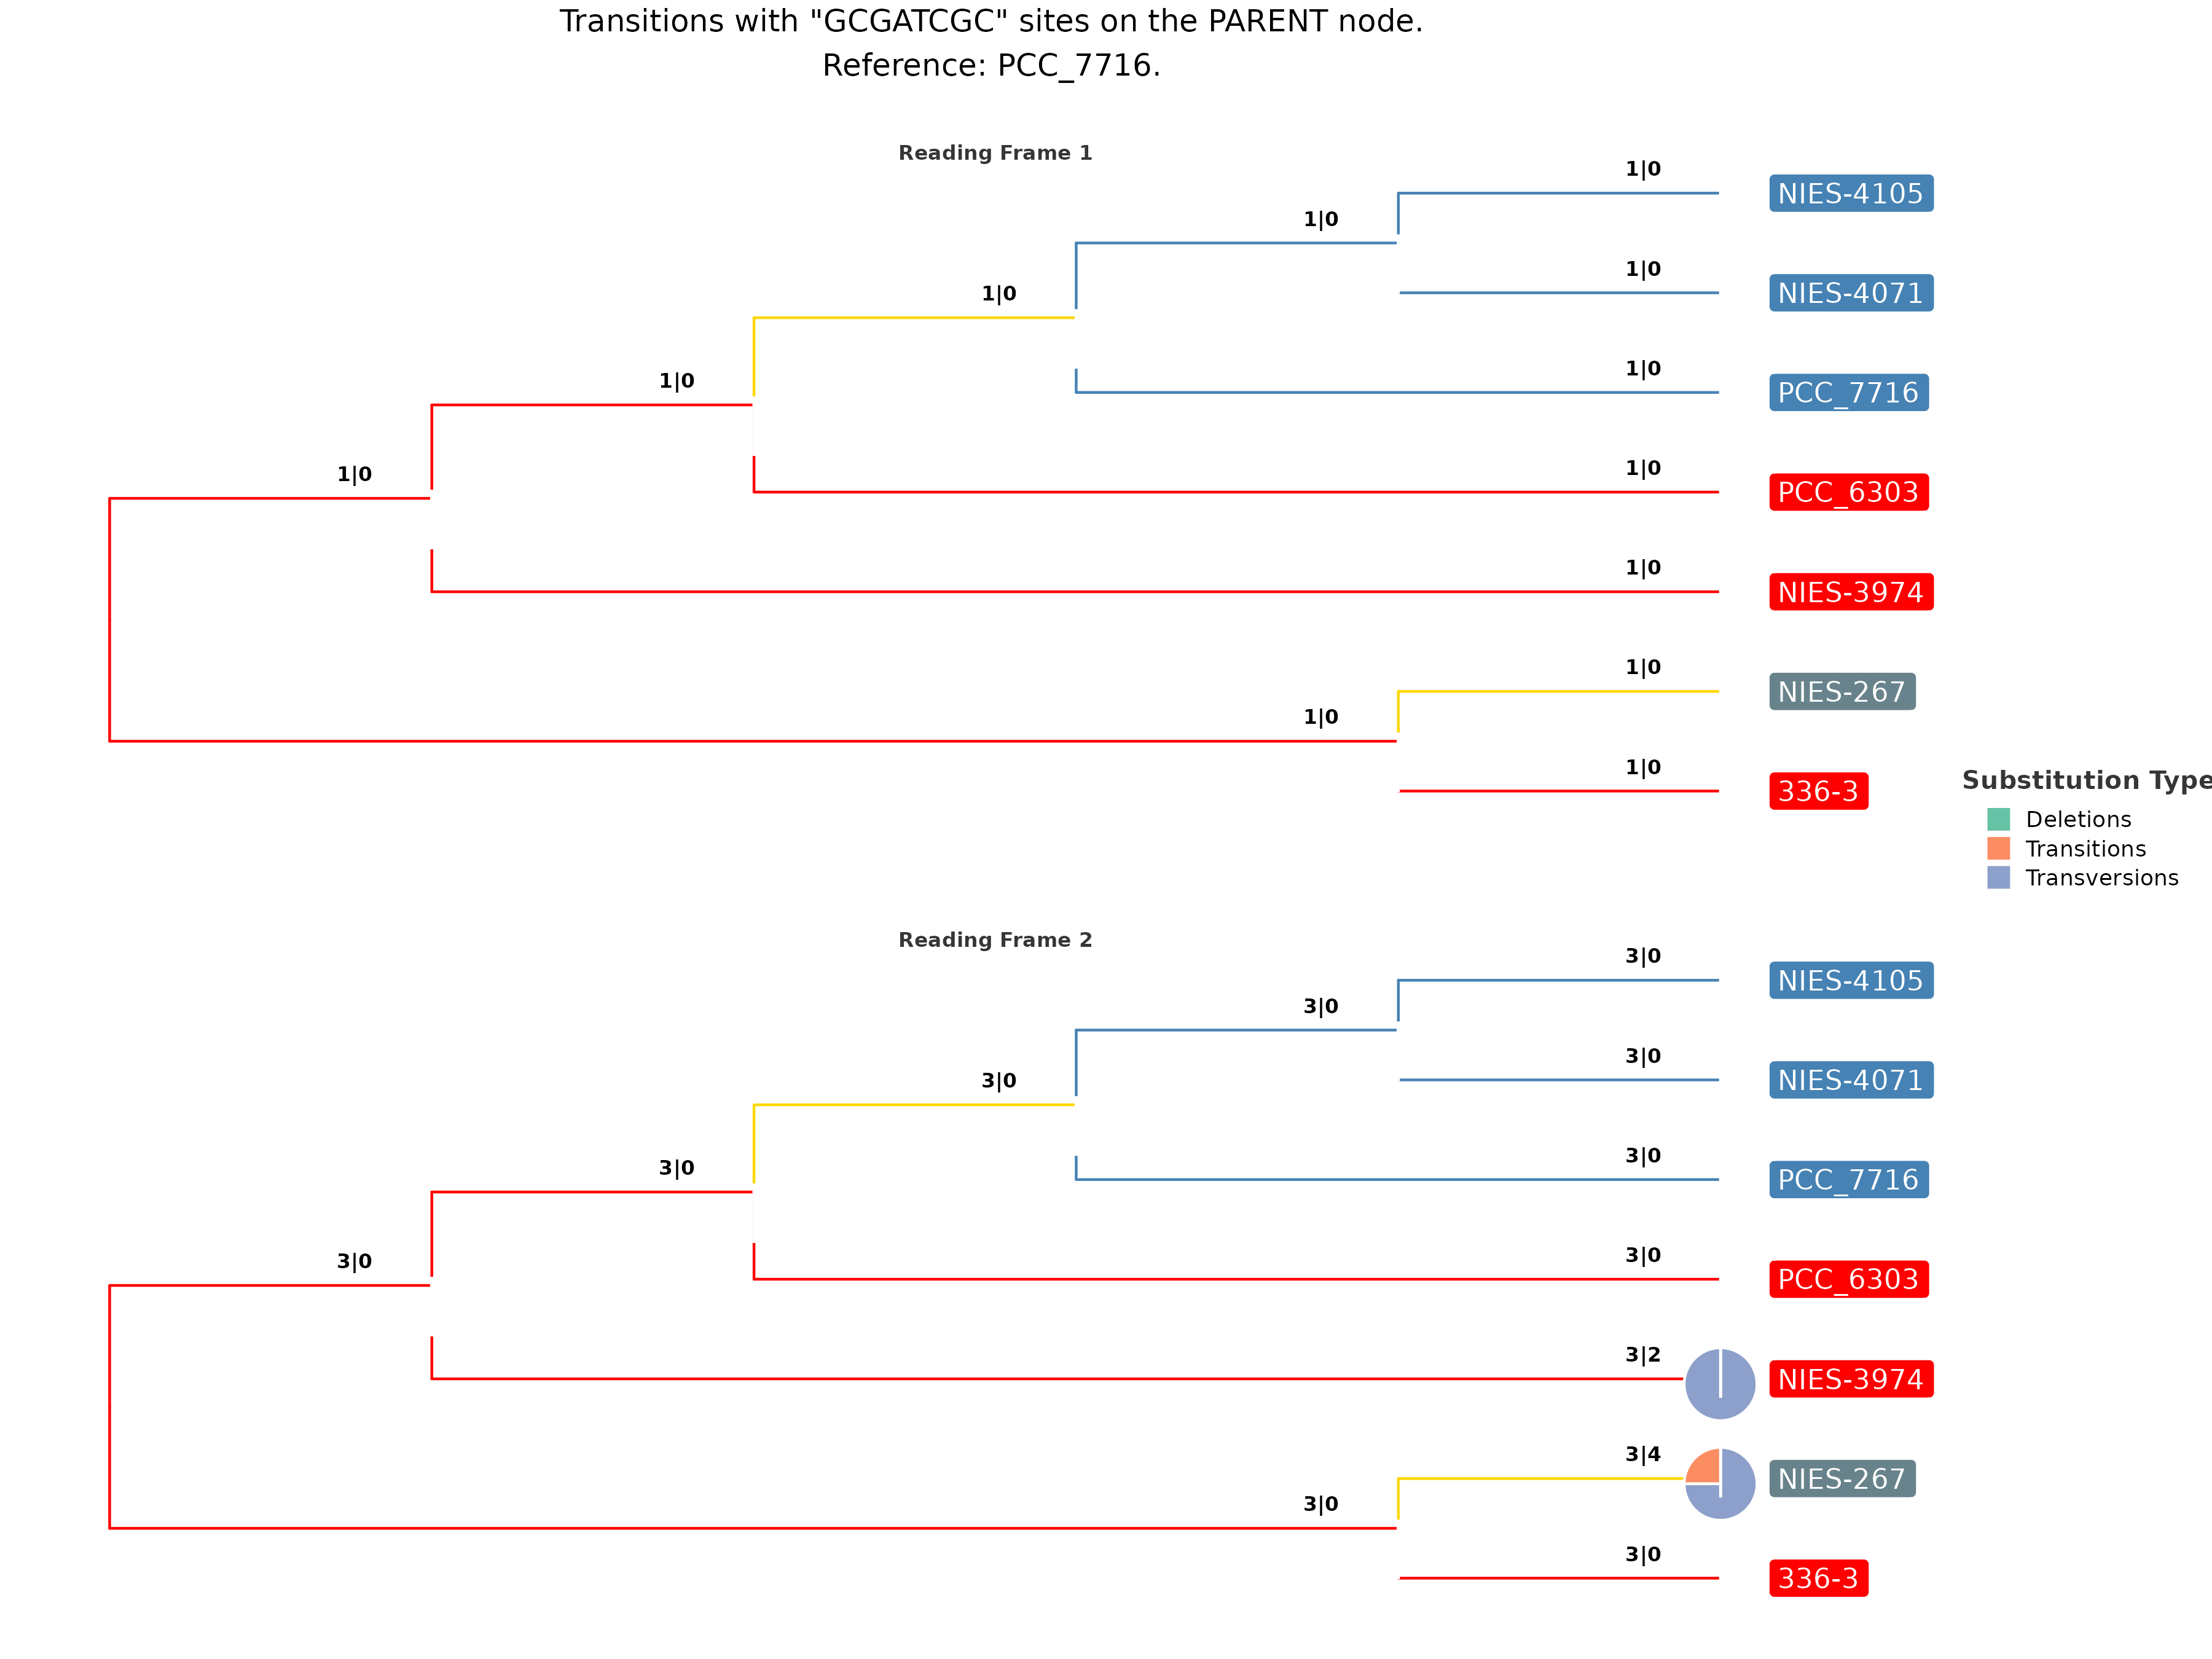 Transitions with "GCGATCGC" sites on the PARENT node.
Reference: PCC_7716.
Reading Frame 1
1|0
NIES-4105
1|0
1|0
NIES-4071
1|0
1|0
PCC_7716
1|0
1|0
PCC_6303
1|0
1|0
NIES-3974
1|0
NIES-267
1|0
1|0
336-3
Substitution Type
Deletions
Transitions
Transversions
Reading Frame 2
3|0
NIES-4105
3|0
3|0
NIES-4071
3|0
3|0
PCC_7716
3|0
3|0
PCC_6303
3|0
3|2
NIES-3974
3|4
NIES-267
3|0
3|0
336-3